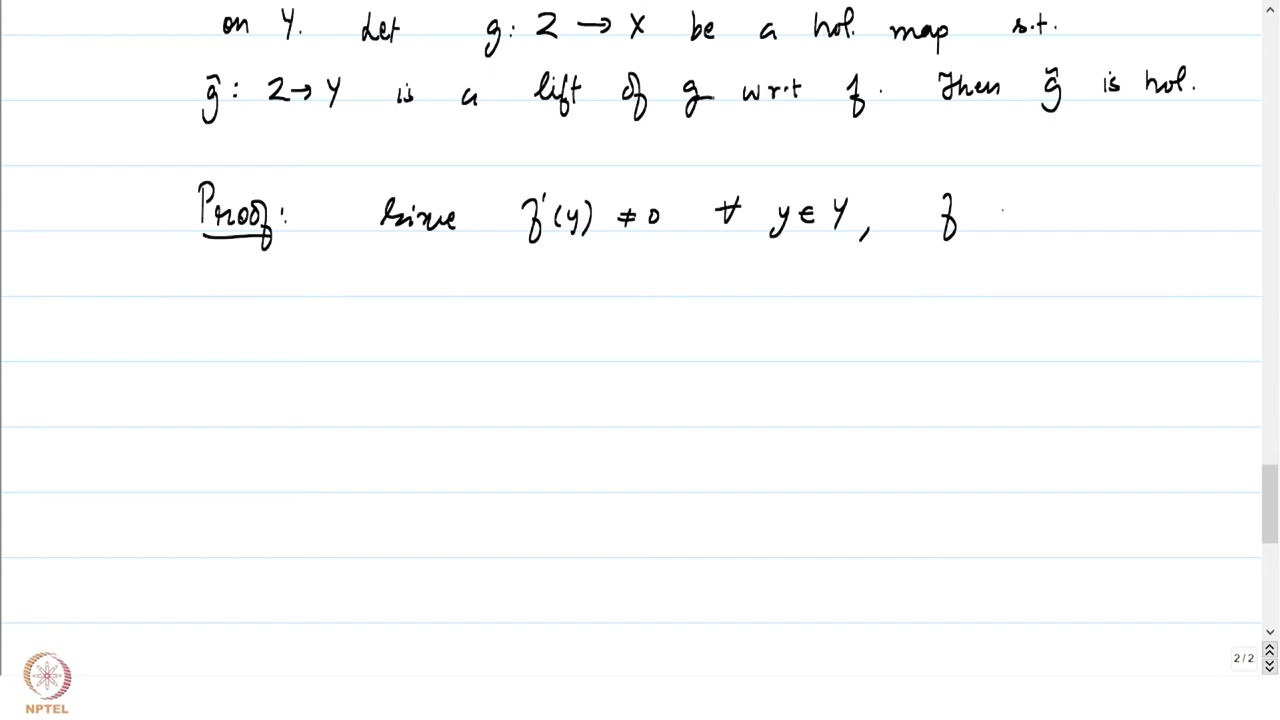 on Y. Let g : Z → X be a hol. map s.t.
g̃ : Z → Y is a lift of g w.r.t f. Then g̃ is hol.
Proof: Since f'(y) ≠ 0 ∀ y ∈ Y, f
2/2
NPTEL